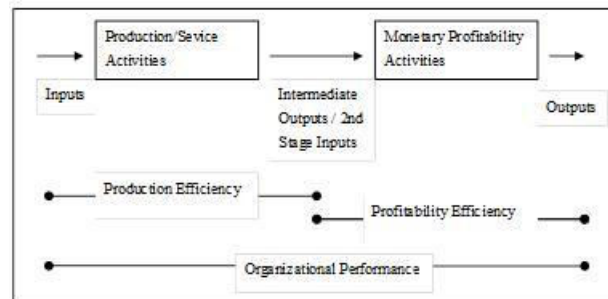 Production/Sevice
Activities
Monetary Profitability
Activities
Inputs
Intermediate
Outputs / 2nd
Stage Inputs
Outputs
Production Efficiency
Profitability Efficiency
Organizational Performance